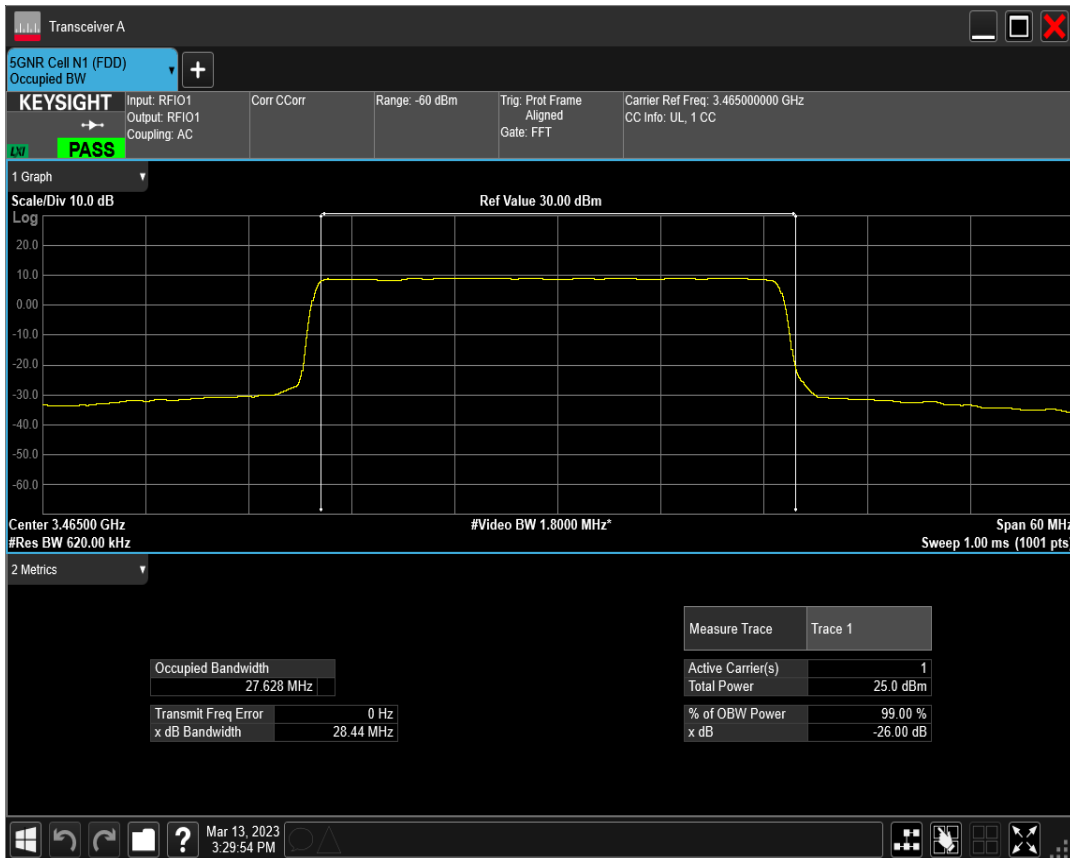 Transceiver A
5GNR Cell N1 (FDD)
Occupied BW
KEYSIGHT
LXI
PASS
Input: RFIO1
Output: RFIO1
Coupling: AC
Corr CCorr
Range: -60 dBm
Trig: Prot Frame
Aligned
Gate: FFT
Carrier Ref Freq: 3.465000000 GHz
CC Info: UL, 1 CC
1 Graph
Scale/Div 10.0 dB
Ref Value 30.00 dBm
Log
20.0
10.0
0.00
-10.0
-20.0
-30.0
-40.0
-50.0
-60.0
Center 3.46500 GHz
#Video BW 1.8000 MHz*
Span 60 MHz
#Res BW 620.00 kHz
Sweep 1.00 ms (1001 pts)
2 Metrics
Measure Trace Trace 1
Occupied Bandwidth
27.628 MHz
Active Carrier(s) 1
Total Power 25.0 dBm
Transmit Freq Error 0 Hz
x dB Bandwidth 28.44 MHz
% of OBW Power 99.00 %
x dB -26.00 dB
?
Mar 13, 2023
3:29:54 PM